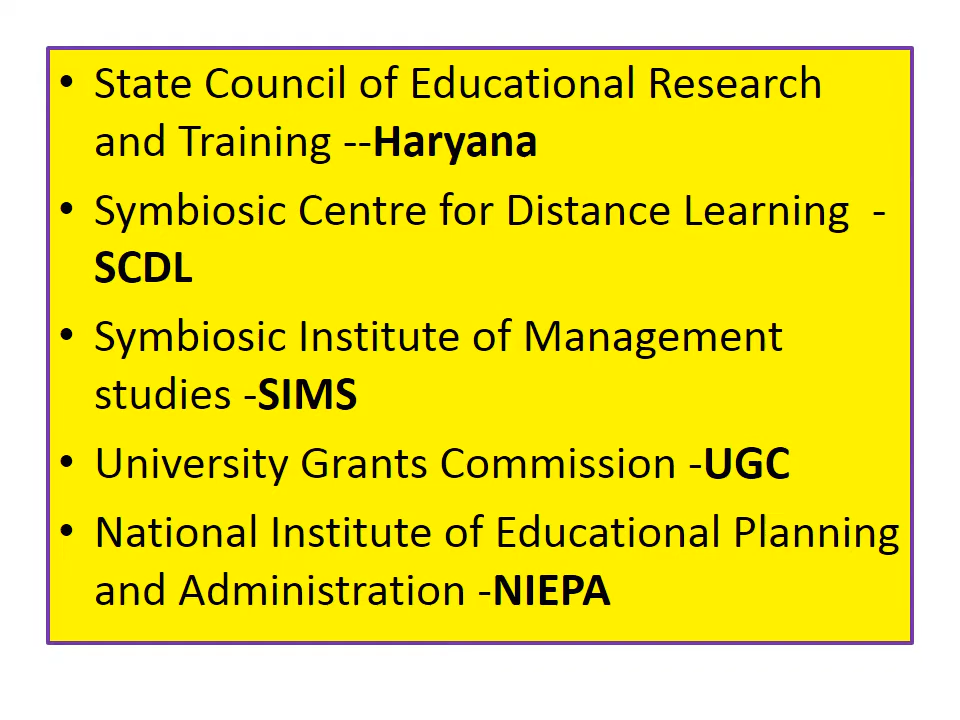 • State Council of Educational Research
and Training --Haryana
• Symbiosic Centre for Distance Learning  -
SCDL
• Symbiosic Institute of Management
studies -SIMS
• University Grants Commission -UGC
• National Institute of Educational Planning
and Administration -NIEPA